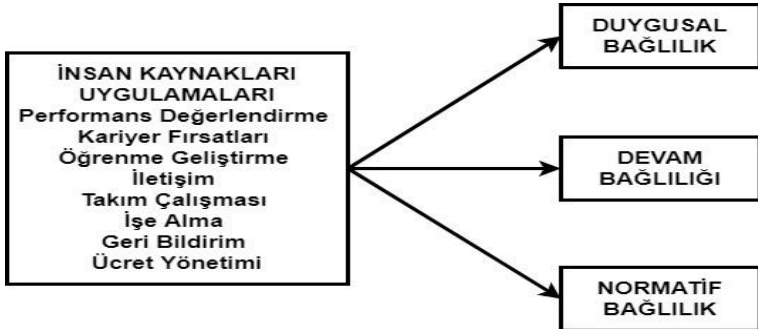 İNSAN KAYNAKLARI
UYGULAMALARI
Performans Değerlendirme
Kariyer Fırsatları
Öğrenme Geliştirme
İletişim
Takım Çalışması
İşe Alma
Geri Bildirim
Ücret Yönetimi
DUYGUSAL
BAĞLILIK
DEVAM
BAĞLILIĞI
NORMATİF
BAĞLILIK